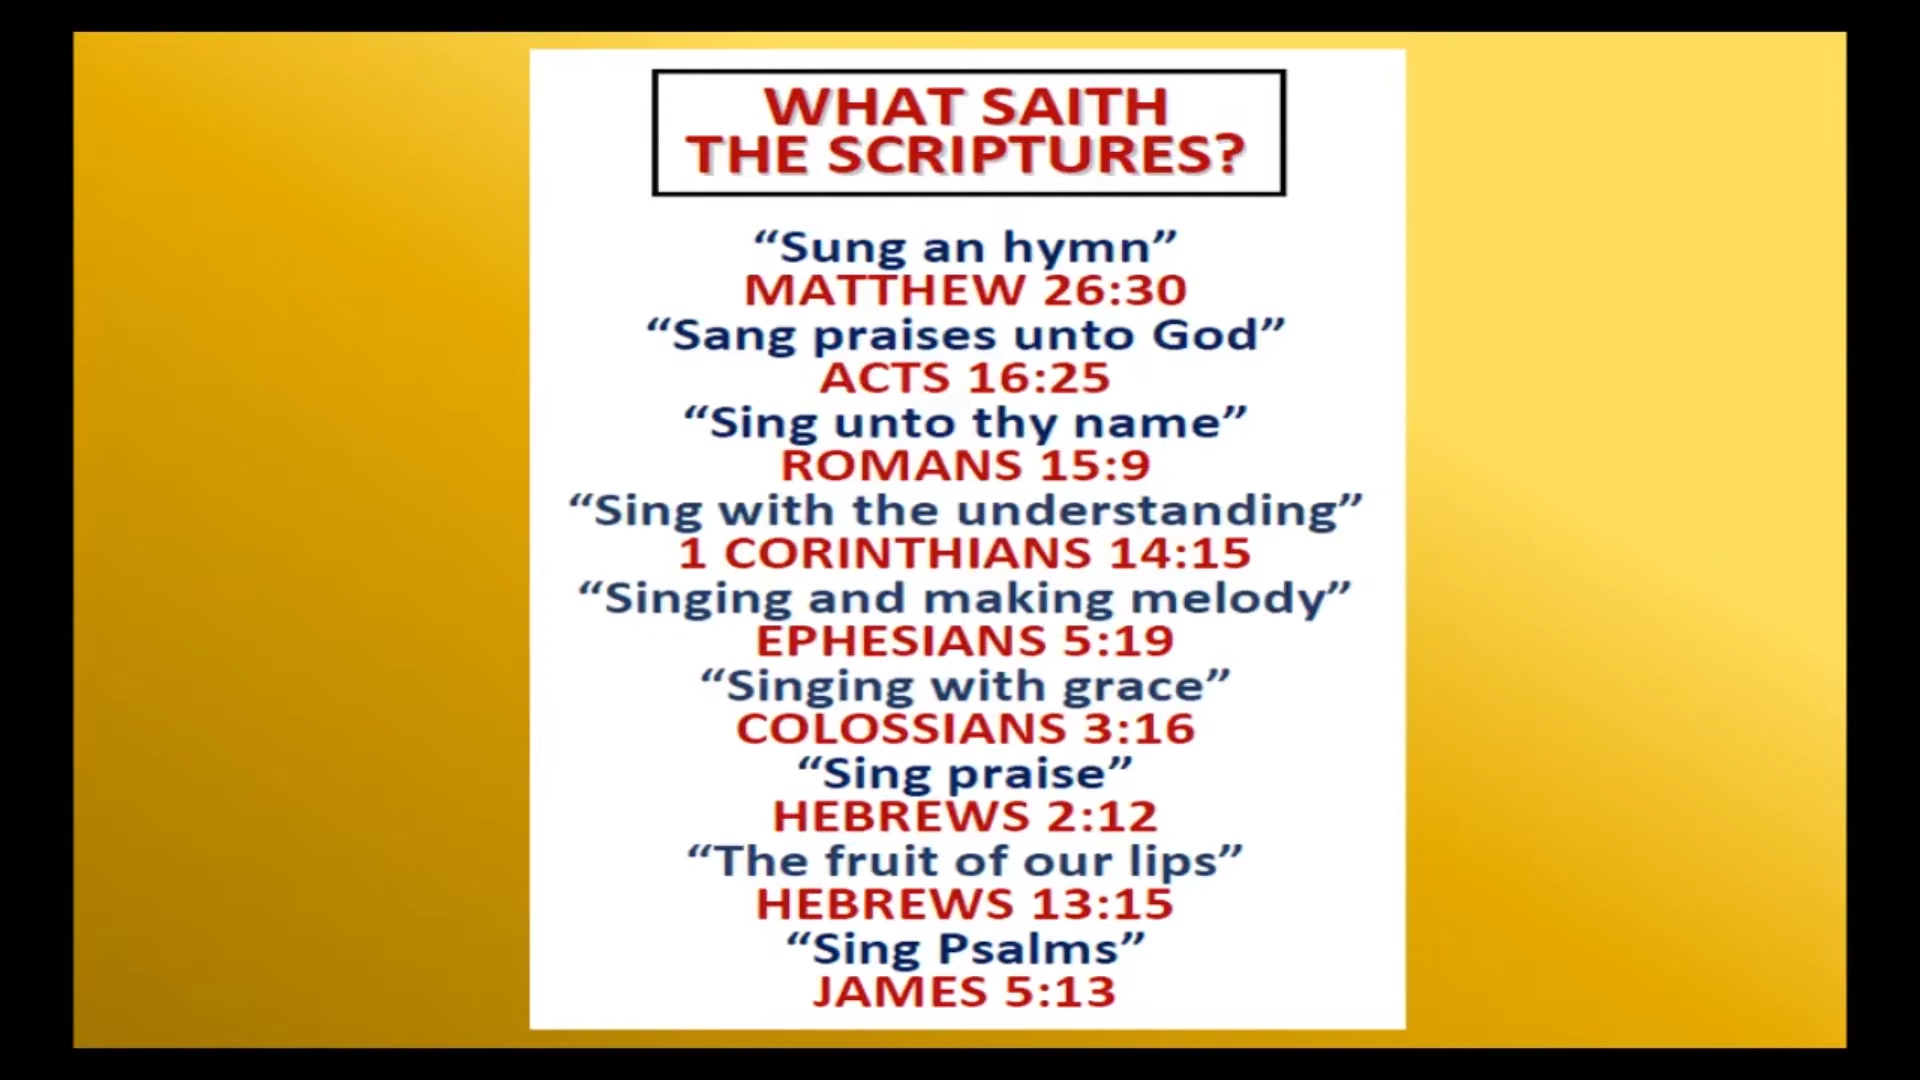 WHAT SAITH
THE SCRIPTURES?
“Sung an hymn”
MATTHEW 26:30
“Sang praises unto God”
ACTS 16:25
“Sing unto thy name”
ROMANS 15:9
“Sing with the understanding”
1 CORINTHIANS 14:15
“Singing and making melody”
EPHESIANS 5:19
“Singing with grace”
COLOSSIANS 3:16
“Sing praise”
HEBREWS 2:12
“The fruit of our lips”
HEBREWS 13:15
“Sing Psalms”
JAMES 5:13